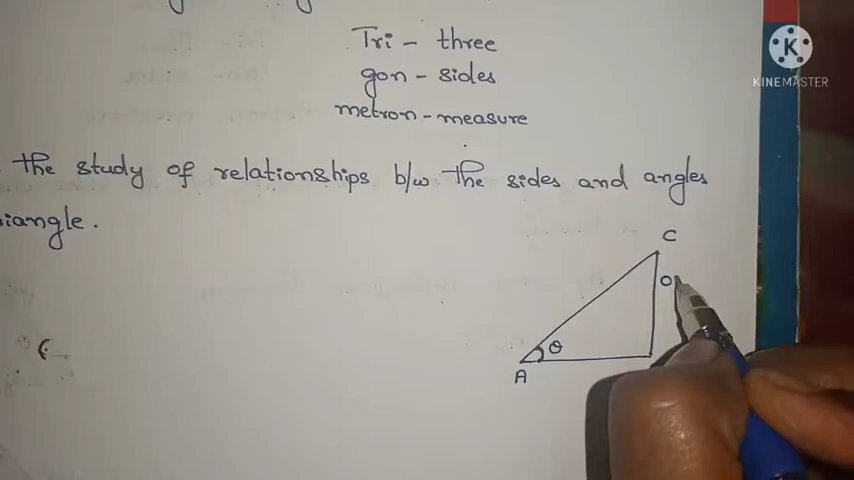 Tri - three
gon - sides
metron - measure
The study of relationships b/w the sides and angles
iangle.
C
θ
A
K
KINEMASTER